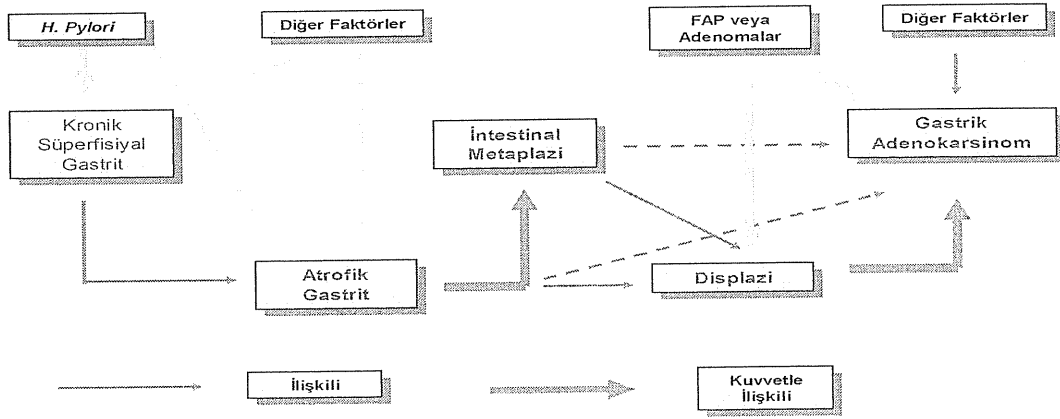 H. Pylori
Diğer Faktörler
FAP veya
Adenomalar
Diğer Faktörler
Kronik
Süperfisiyal
Gastrit
İntestinal
Metaplazi
Gastrik
Adenokarsinom
Atrofik
Gastrit
Displazi
İlişkili
Kuvvetle
İlişkili